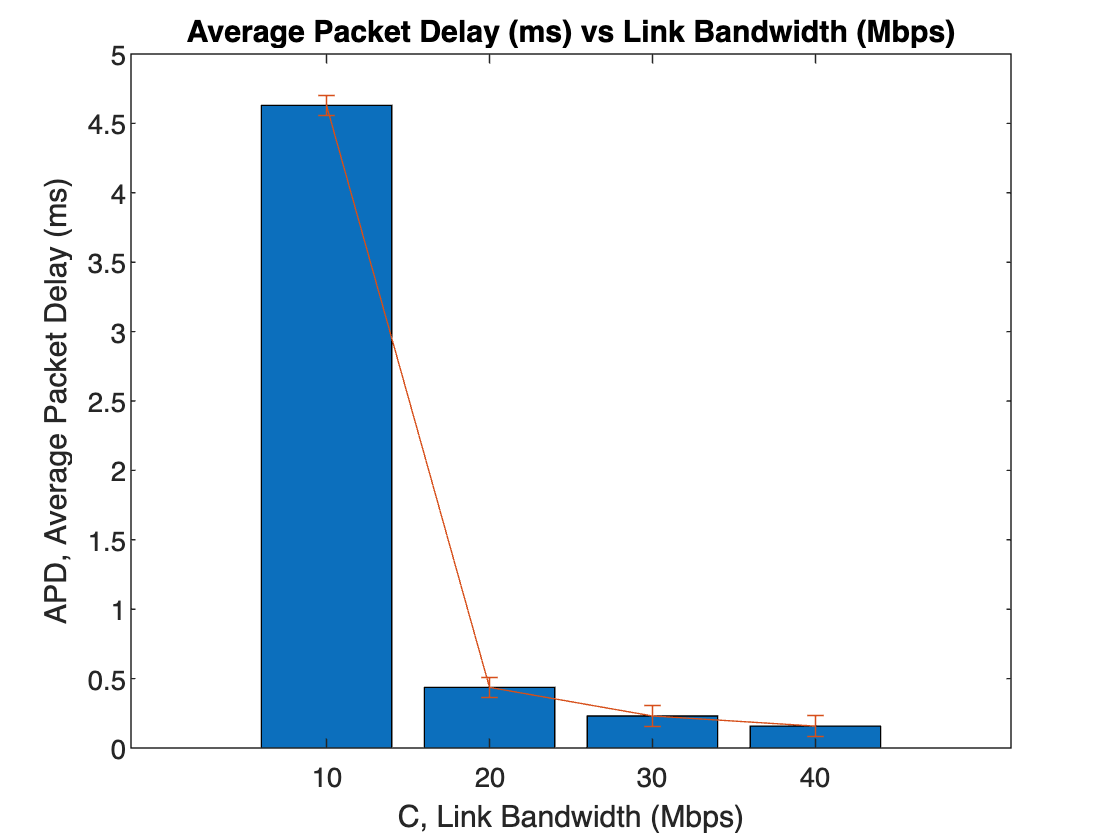 Average Packet Delay (ms) vs Link Bandwidth (Mbps)
5
4.5
4
3.5
3
2.5
2
1.5
1
0.5
0
APD, Average Packet Delay (ms)
10 20 30 40
C, Link Bandwidth (Mbps)